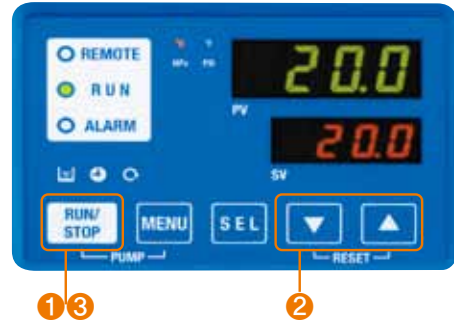 REMOTE
RUN
ALARM
°C °F
MPa PSI
20.0
PV
20.0
SV
RUN/
STOP
MENU
SEL
▼
▲
PUMP
RESET
1 3
2